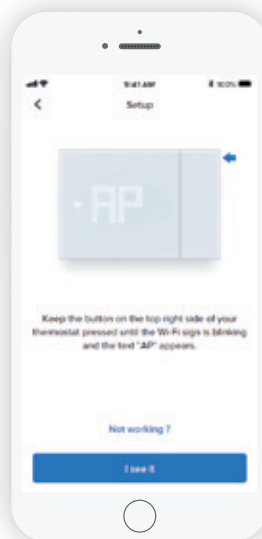 9:41 AM 100%
Setup
AP
Keep the button on the top right side of your
thermostat pressed until the Wi-Fi sign is blinking
and the text "AP" appears.
Not working ?
I see it